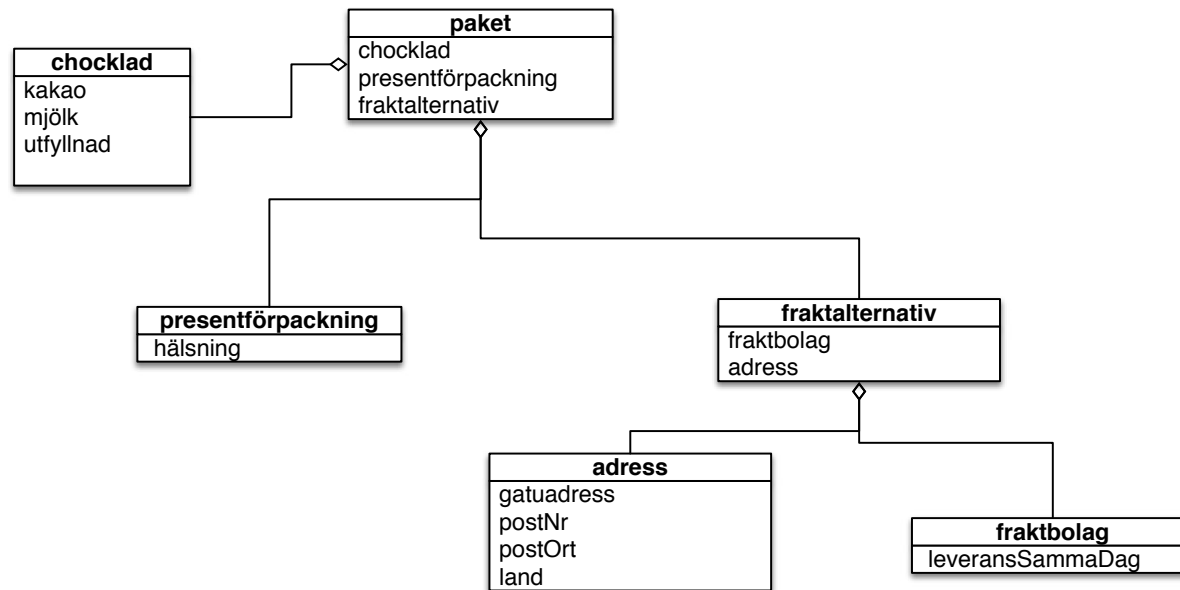 paket
chocklad
presentförpackning
fraktalternativ
chocklad
kakao
mjölk
utfyllnad
presentförpackning
hälsning
fraktalternativ
fraktbolag
adress
adress
gatuadress
postNr
postOrt
land
fraktbolag
leveransSammaDag